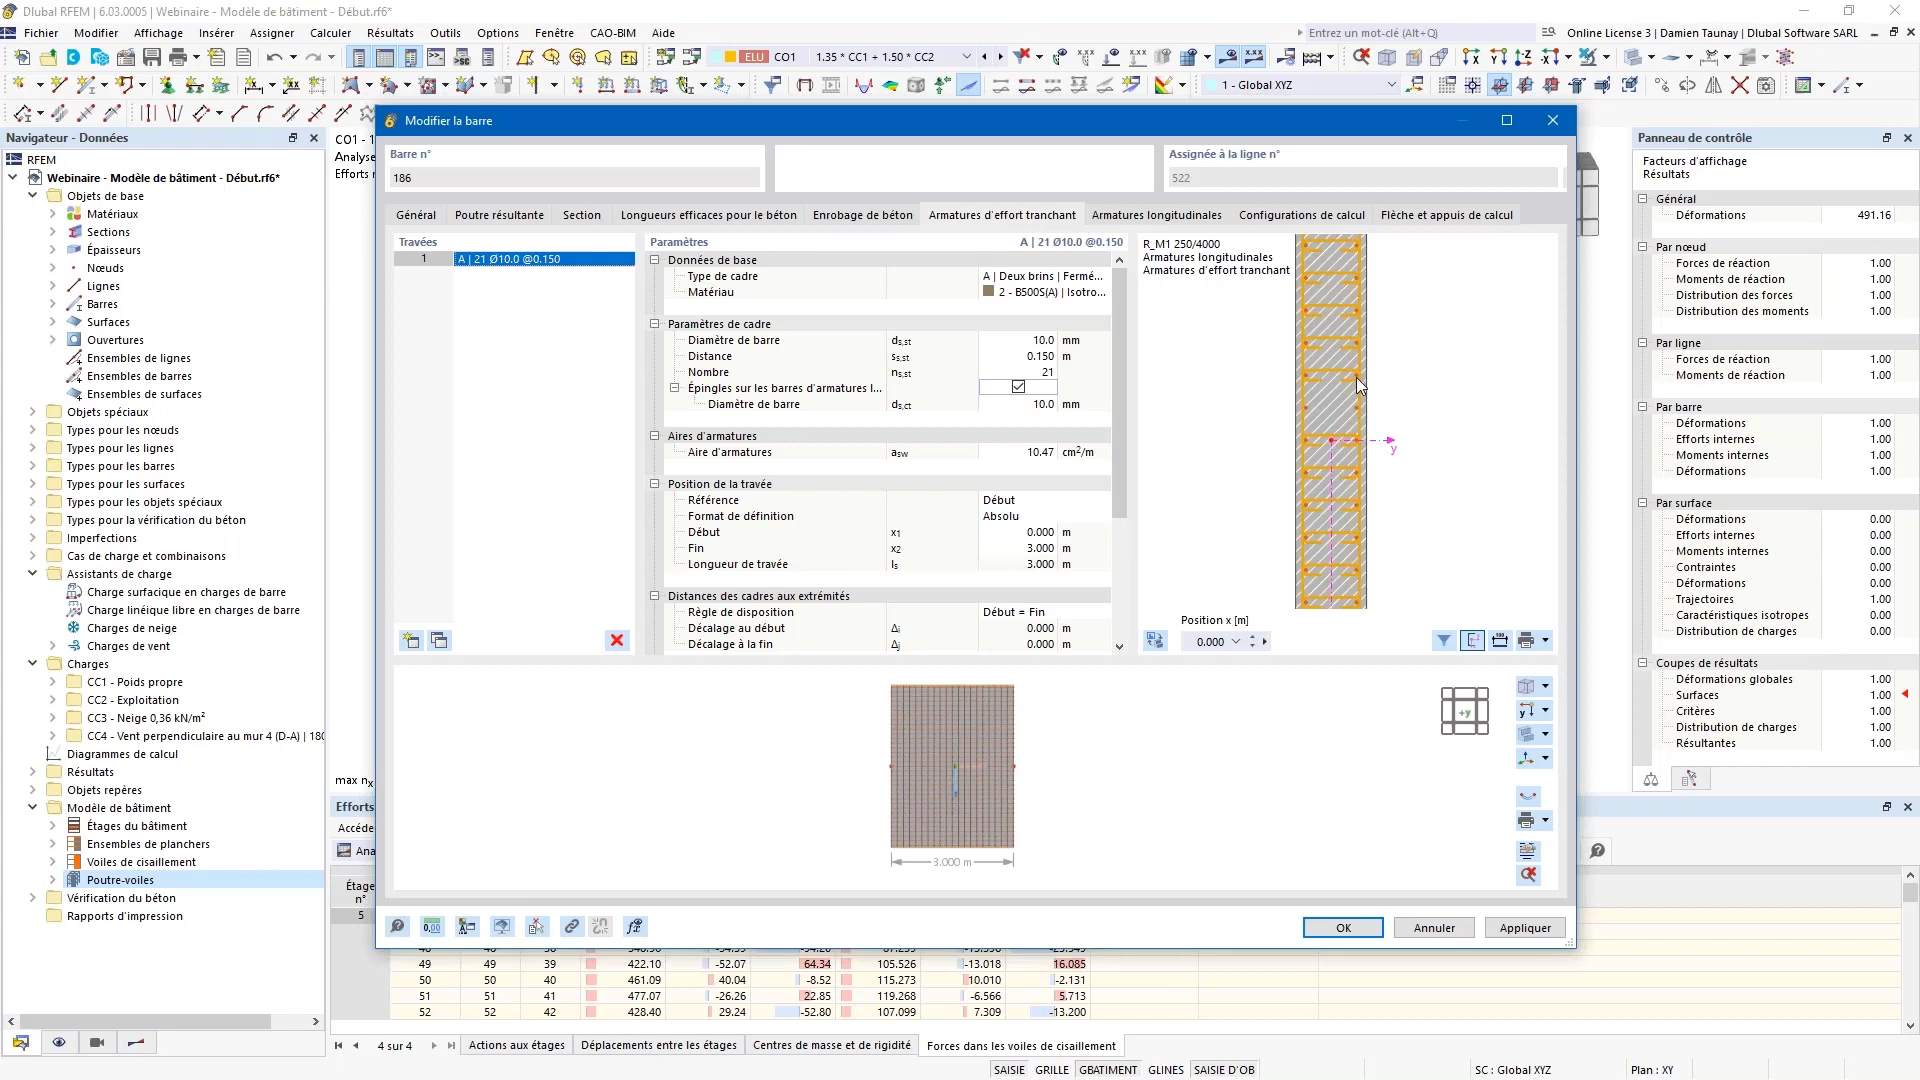 Dlubal RFEM | 6.03.0005 | Webinaire - Modèle de bâtiment - Début.rf6*
Fichier Modifier Affichage Insérer Assigner Calculer Résultats Outils Options Fenêtre CAO-BIM Aide
Entrez un mot-clé (Alt+Q)
Online License 3 | Damien Taunay | Dlubal Software SARL
ELU CO1 1.35 * CC1 + 1.50 * CC2
1 - Global XYZ
Navigateur - Données
RFEM
Webinaire - Modèle de bâtiment - Début.rf6*
Objets de base
Matériaux
Sections
Épaisseurs
Nœuds
Lignes
Barres
Surfaces
Ouvertures
Ensembles de lignes
Ensembles de barres
Ensembles de surfaces
Objets spéciaux
Types pour les nœuds
Types pour les lignes
Types pour les barres
Types pour les surfaces
Types pour les objets spéciaux
Types pour la vérification du béton
Imperfections
Cas de charge et combinaisons
Assistants de charge
Charge surfacique en charges de barre
Charge linéique libre en charges de barre
Charges de neige
Charges de vent
Charges
CC1 - Poids propre
CC2 - Exploitation
CC3 - Neige 0,36 kN/m²
CC4 - Vent perpendiculaire au mur 4 (D-A) | 180
Diagrammes de calcul
Résultats
Objets repères
Modèle de bâtiment
Étages du bâtiment
Ensembles de planchers
Voiles de cisaillement
Poutre-voiles
Vérification du béton
Rapports d'impression
CO1 - 1
Analyse
Efforts
max nx
Modifier la barre
Barre n°
186
Assignée à la ligne n°
522
Général Poutre résultante Section Longueurs efficaces pour le béton Enrobage de béton Armatures d'effort tranchant Armatures longitudinales Configurations de calcul Flèche et appuis de calcul
Travées
1 A | 21 Ø10.0 @0.150
Paramètres A | 21 Ø10.0 @0.150
Données de base
Type de cadre A | Deux brins | Fermé...
Matériau 2 - B500S(A) | Isotro...
Paramètres de cadre
Diamètre de barre ds,st 10.0 mm
Distance ss,st 0.150 m
Nombre ns,st 21
Épingles sur les barres d'armatures l...
Diamètre de barre ds,ct 10.0 mm
Aires d'armatures
Aire d'armatures asw 10.47 cm²/m
Position de la travée
Référence Début
Format de définition Absolu
Début x1 0.000 m
Fin x2 3.000 m
Longueur de travée ls 3.000 m
Distances des cadres aux extrémités
Règle de disposition Début = Fin
Décalage au début Δi 0.000 m
Décalage à la fin Δj 0.000 m
R_M1 250/4000
Armatures longitudinales
Armatures d'effort tranchant
y
Position x [m]
0.000
3.000 m
+y
OK Annuler Appliquer
Panneau de contrôle
Facteurs d'affichage
Résultats
Général
Déformations 491.16
Par nœud
Forces de réaction 1.00
Moments de réaction 1.00
Distribution des forces 1.00
Distribution des moments 1.00
Par ligne
Forces de réaction 1.00
Moments de réaction 1.00
Par barre
Déformations 1.00
Efforts internes 1.00
Moments internes 1.00
Déformations 1.00
Par surface
Déformations 0.00
Efforts internes 0.00
Moments internes 0.00
Contraintes 0.00
Déformations 0.00
Trajectoires 1.00
Caractéristiques isotropes 0.00
Distribution de charges 0.00
Coupes de résultats
Déformations globales 1.00
Surfaces 1.00
Critères 1.00
Distribution de charges 1.00
Résultantes 1.00
Efforts
Accéde
Ana
Étage
n°
5
49 49 39 422.10 -52.07 64.34 105.526 -13.018 16.085
50 50 40 461.09 40.04 -8.52 115.273 10.010 -2.131
51 51 41 477.07 -26.26 22.85 119.268 -6.566 5.713
52 52 42 428.40 29.24 -52.80 107.099 7.309 -13.200
4 sur 4 Actions aux étages Déplacements entre les étages Centres de masse et de rigidité Forces dans les voiles de cisaillement
SAISIE GRILLE GBATIMENT GLINES SAISIE D'OB SC : Global XYZ Plan : XY